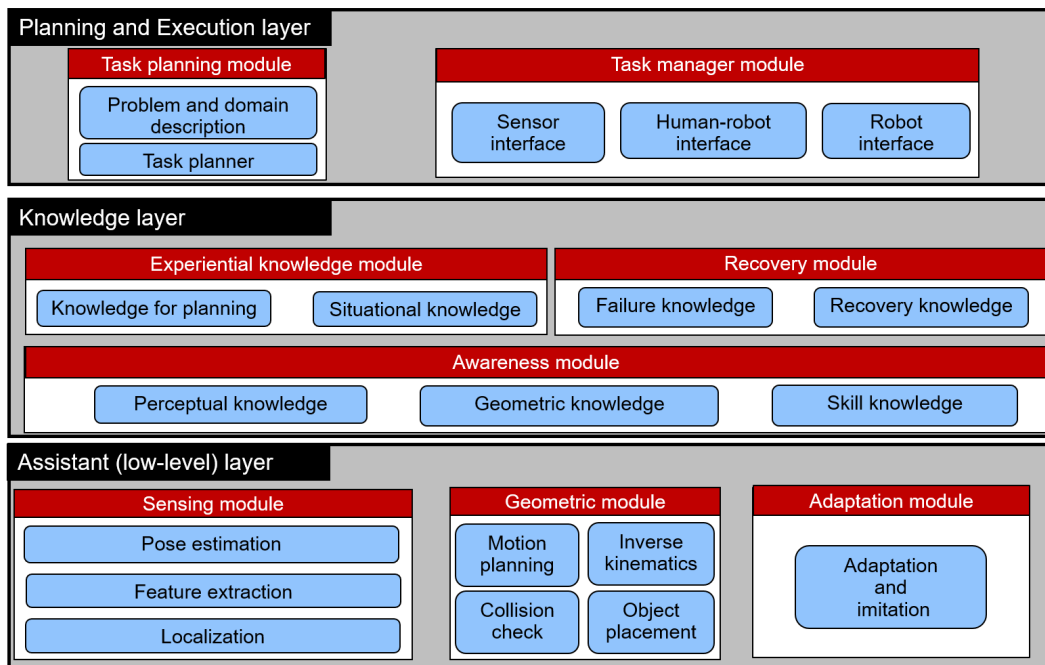 Planning and Execution layer
Task planning module
Problem and domain
description
Task planner
Task manager module
Sensor
interface
Human-robot
interface
Robot
interface
Knowledge layer
Experiential knowledge module
Knowledge for planning
Situational knowledge
Recovery module
Failure knowledge
Recovery knowledge
Awareness module
Perceptual knowledge
Geometric knowledge
Skill knowledge
Assistant (low-level) layer
Sensing module
Pose estimation
Feature extraction
Localization
Geometric module
Motion
planning
Inverse
kinematics
Collision
check
Object
placement
Adaptation module
Adaptation
and
imitation